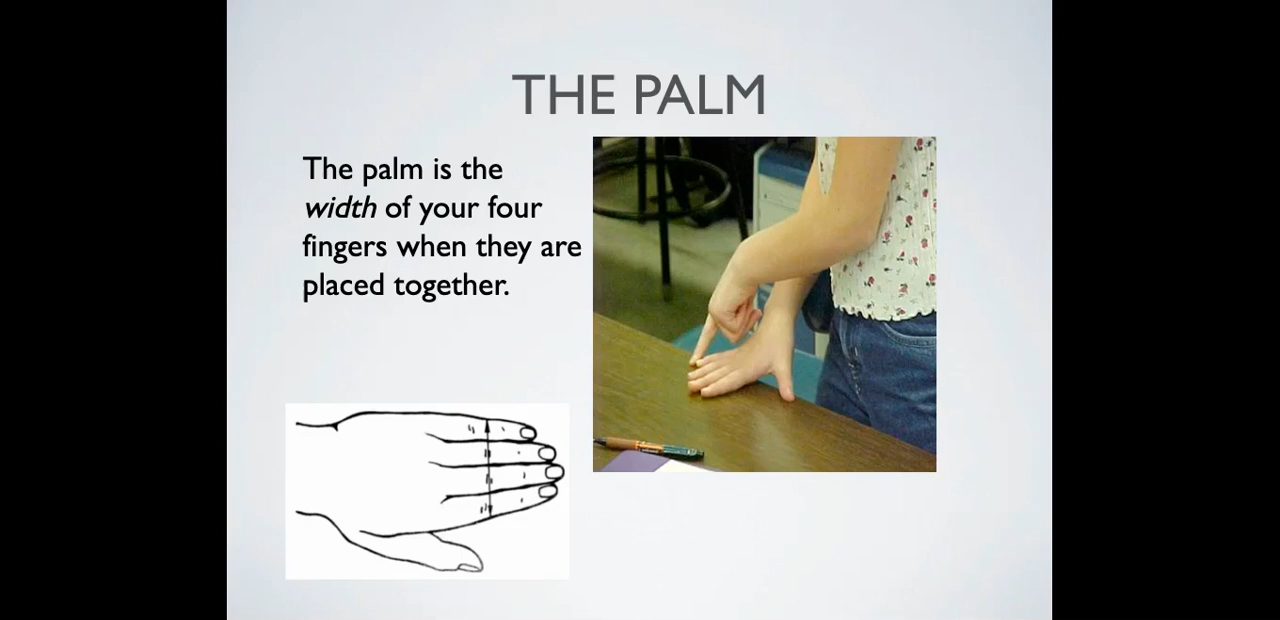 THE PALM
The palm is the
width of your four
fingers when they are
placed together.